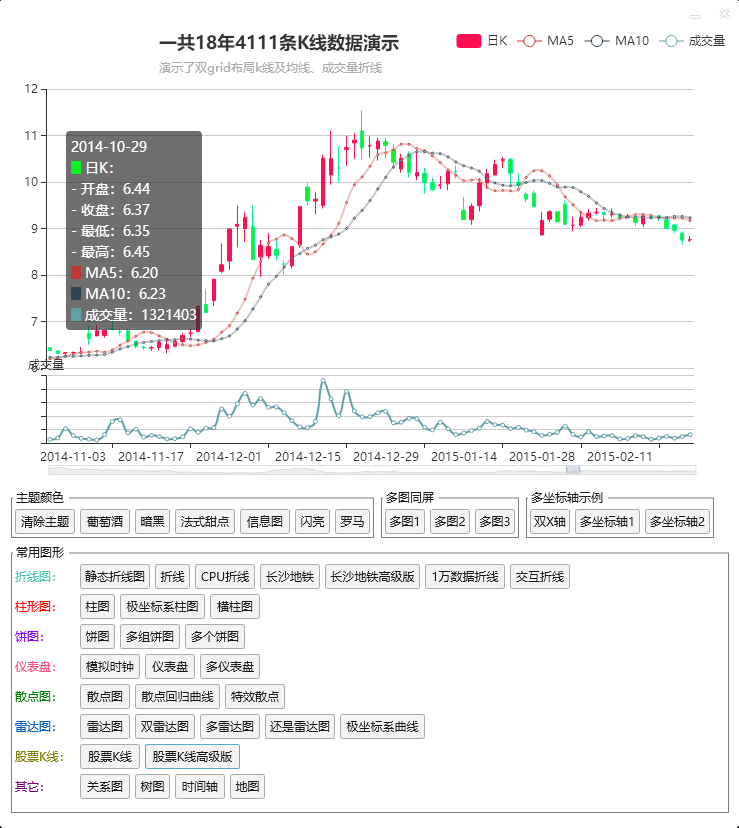 一共18年4111条K线数据演示
演示了双grid布局k线及均线、成交量折线
日K MA5 MA10 成交量
12
11
10
9
8
7
2014-10-29
日K：
- 开盘：6.44
- 收盘：6.37
- 最低：6.35
- 最高：6.45
MA5：6.20
MA10：6.23
成交量：1321403
成交量
2014-11-03 2014-11-17 2014-12-01 2014-12-15 2014-12-29 2015-01-14 2015-01-28 2015-02-11
主题颜色 多图同屏 多坐标轴示例
清除主题 葡萄酒 暗黑 法式甜点 信息图 闪亮 罗马 多图1 多图2 多图3 双X轴 多坐标轴1 多坐标轴2
常用图形
折线图： 静态折线图 折线 CPU折线 长沙地铁 长沙地铁高级版 1万数据折线 交互折线
柱形图： 柱图 极坐标系柱图 横柱图
饼图： 饼图 多组饼图 多个饼图
仪表盘： 模拟时钟 仪表盘 多仪表盘
散点图： 散点图 散点回归曲线 特效散点
雷达图： 雷达图 双雷达图 多雷达图 还是雷达图 极坐标系曲线
股票K线： 股票K线 股票K线高级版
其它： 关系图 树图 时间轴 地图